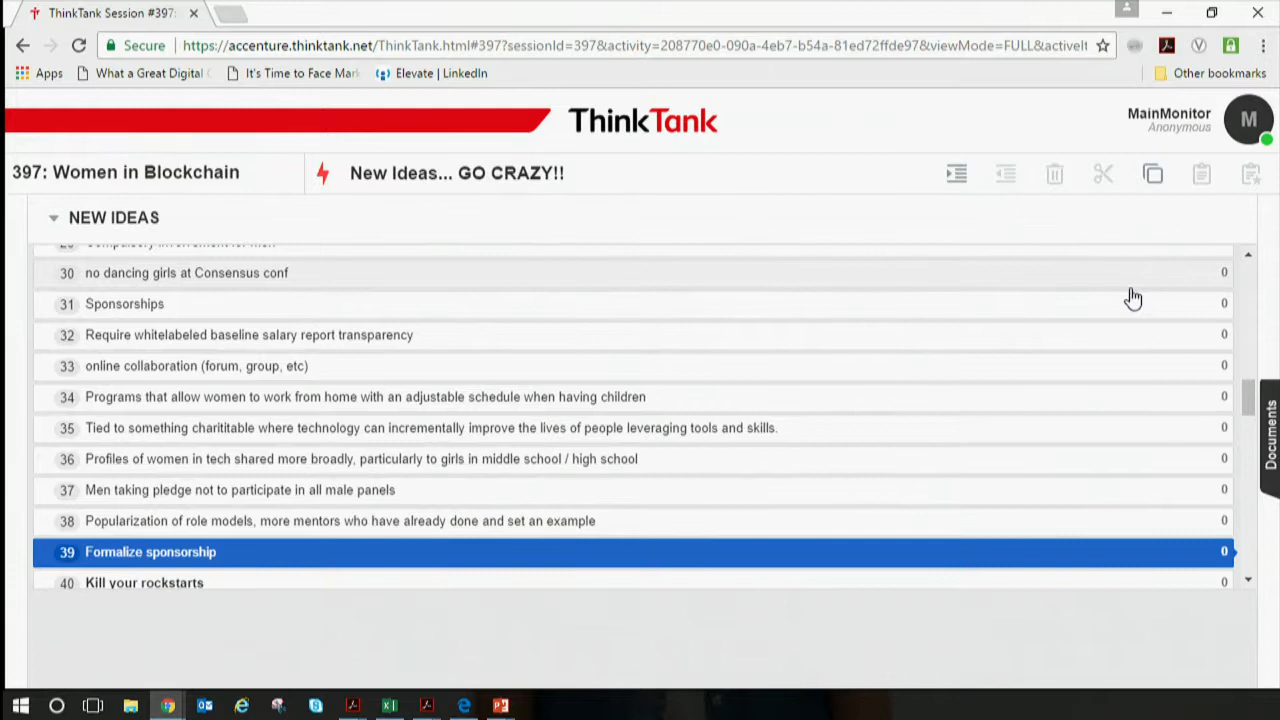 ThinkTank Session #397:
Secure
https://accenture.thinktank.net/ThinkTank.html#397?sessionId=397&activity=208770e0-090a-4eb7-b54a-81ed72ffde97&viewMode=FULL&activeIt
Apps
What a Great Digital
It's Time to Face Mar
Elevate | LinkedIn
Other bookmarks
ThinkTank
MainMonitor
Anonymous
M
397: Women in Blockchain
New Ideas... GO CRAZY!!
NEW IDEAS
30 no dancing girls at Consensus conf 0
31 Sponsorships 0
32 Require whitelabeled baseline salary report transparency 0
33 online collaboration (forum, group, etc) 0
34 Programs that allow women to work from home with an adjustable schedule when having children 0
35 Tied to something charititable where technology can incrementally improve the lives of people leveraging tools and skills. 0
36 Profiles of women in tech shared more broadly, particularly to girls in middle school / high school 0
37 Men taking pledge not to participate in all male panels 0
38 Popularization of role models, more mentors who have already done and set an example 0
39 Formalize sponsorship 0
40 Kill your rockstarts 0
Documents